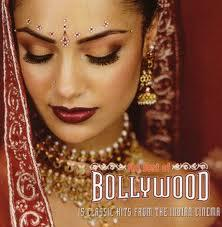 the best of
BOLLYWOOD
15 CLASSIC HITS FROM THE INDIAN CINEMA